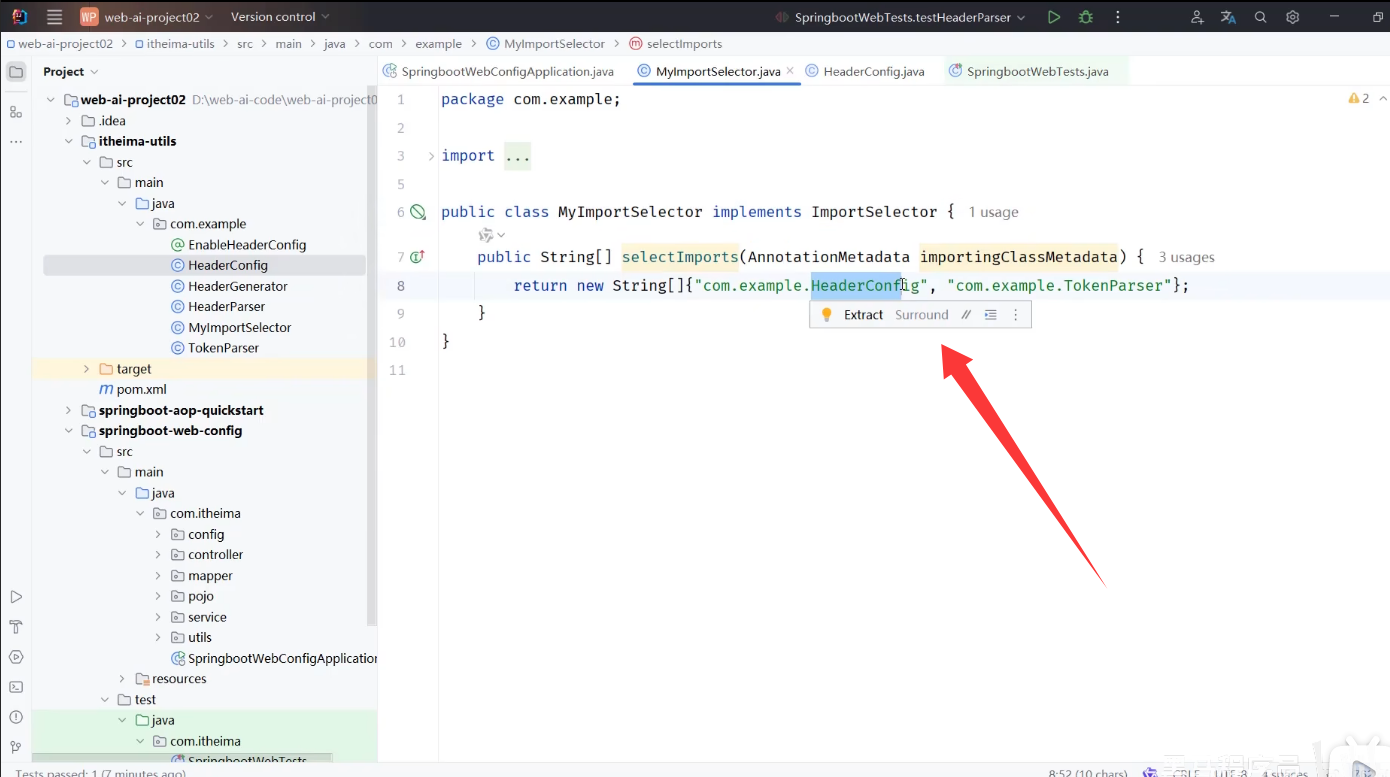 WP web-ai-project02 Version control SpringbootWebTests.testHeaderParser
web-ai-project02 itheima-utils src main java com example MyImportSelector selectImports
Project
SpringbootWebConfigApplication.java MyImportSelector.java HeaderConfig.java SpringbootWebTests.java
web-ai-project02 D:\web-ai-code\web-ai-project0
.idea
itheima-utils
src
main
java
com.example
EnableHeaderConfig
HeaderConfig
HeaderGenerator
HeaderParser
MyImportSelector
TokenParser
target
pom.xml
springboot-aop-quickstart
springboot-web-config
src
main
java
com.itheima
config
controller
mapper
pojo
service
utils
SpringbootWebConfigApplication
resources
test
java
com.itheima
SpringbootWebTests
1 package com.example;
2
3 import ...
5
6 public class MyImportSelector implements ImportSelector { 1 usage
7 public String[] selectImports(AnnotationMetadata importingClassMetadata) { 3 usages
8 return new String[]{"com.example.HeaderConfig", "com.example.TokenParser"};
Extract Surround
9 }
10 }
11
2
Tests passed: 1 (7 minutes ago)
8:52 (10 chars) CRLF UTF-8 4 spaces